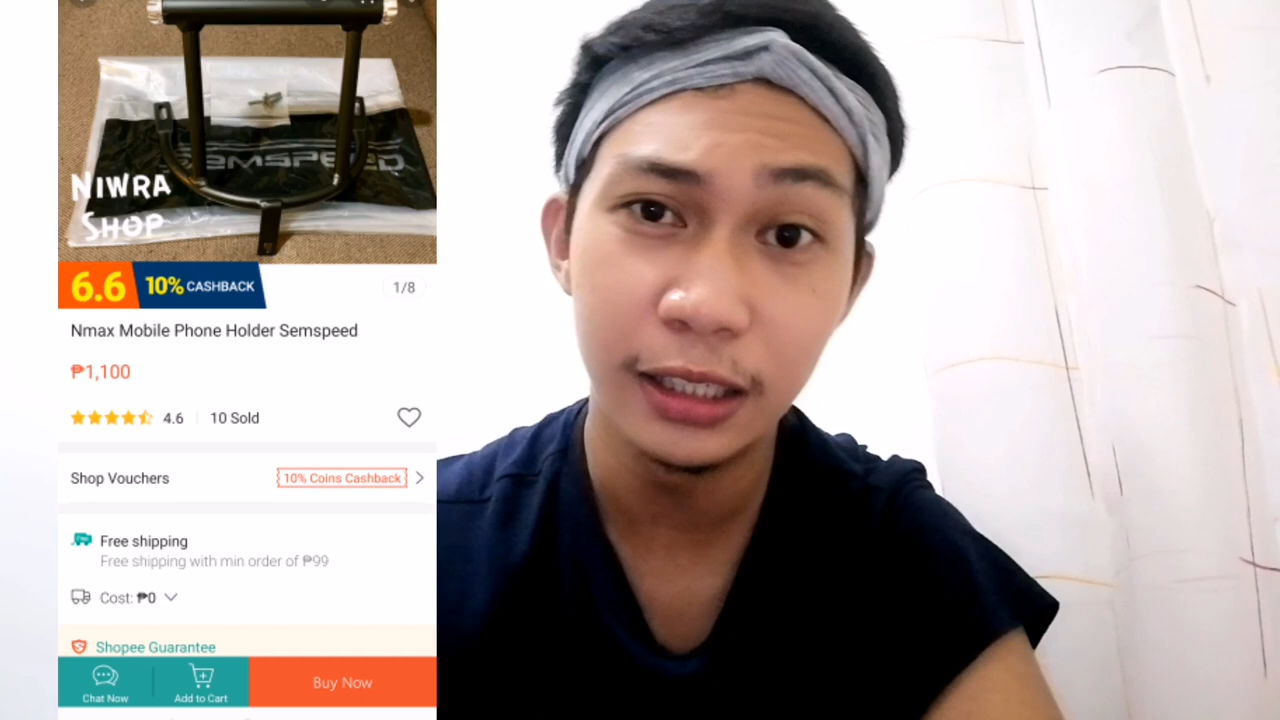 SEMSPEED
NIWRA
SHOP
6.6 10% CASHBACK
1/8
Nmax Mobile Phone Holder Semspeed
₱1,100
4.6 10 Sold
Shop Vouchers 10% Coins Cashback
Free shipping
Free shipping with min order of ₱99
Cost: ₱0
Shopee Guarantee
Chat Now Add to Cart Buy Now